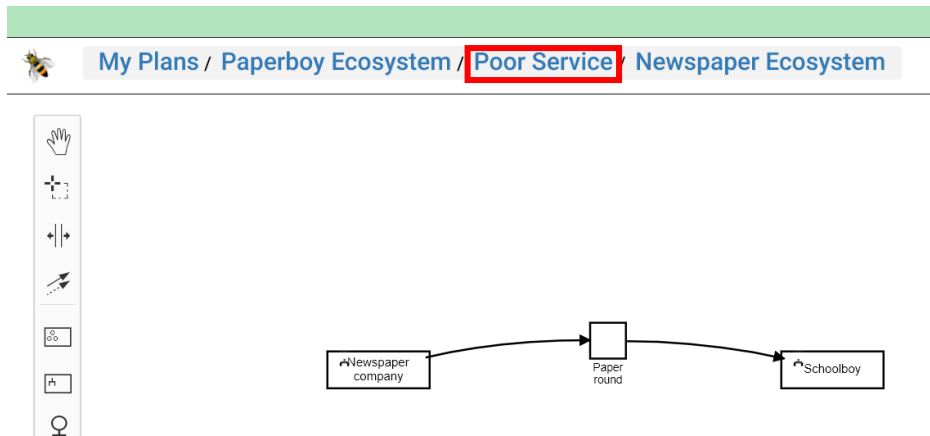 My Plans / Paperboy Ecosystem / Poor Service / Newspaper Ecosystem
Newspaper
company
Paper
round
Schoolboy